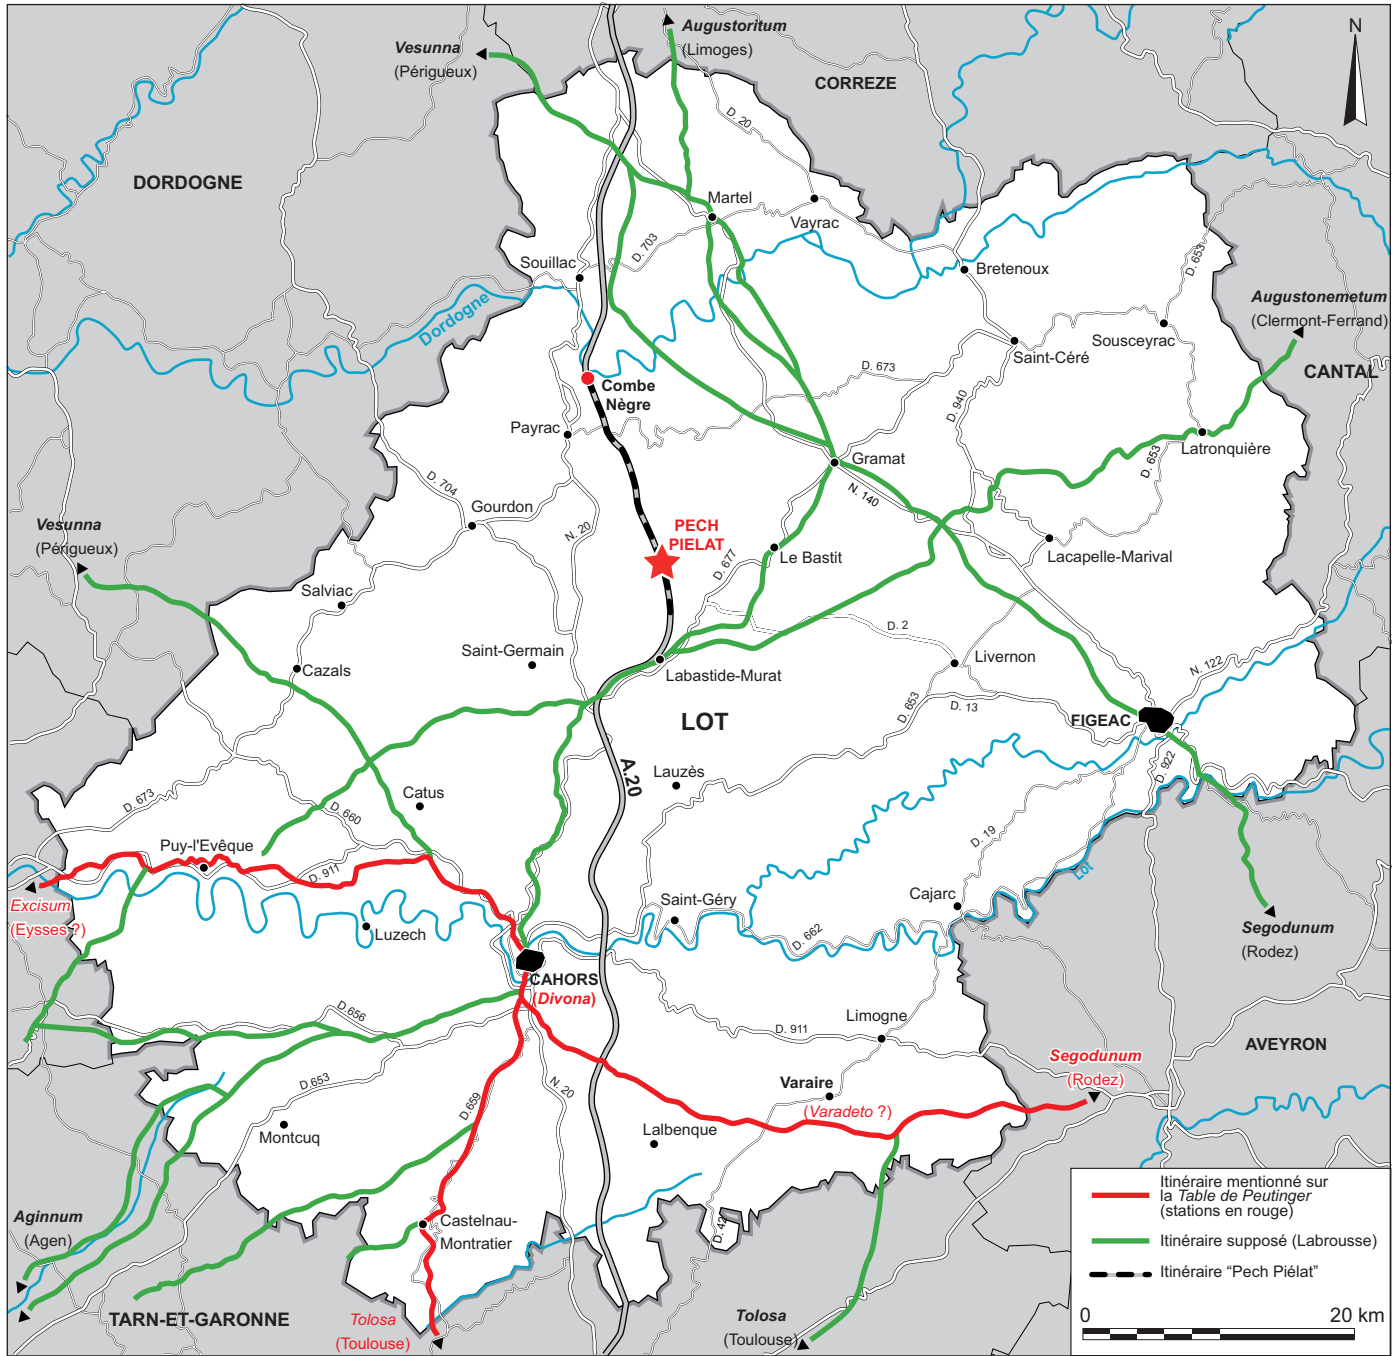 Vesunna
(Périgueux)
Augustoritum
(Limoges)
CORREZE
N
D. 20
DORDOGNE
Martel
Vayrac
D. 703
Souillac
Bretenoux
D. 653
Augustonemetum
(Clermont-Ferrand)
Dordogne
Sousceyrac
Saint-Céré
CANTAL
Combe
Nègre
D. 673
D. 940
Payrac
Gramat
Latronquière
D. 653
D. 704
N. 140
Gourdon
N. 20
PECH
PIELAT
Vesunna
(Périgueux)
Le Bastit
Lacapelle-Marival
D. 677
Salviac
D. 2
Saint-Germain
Livernon
Cazals
Labastide-Murat
N. 122
D. 653
D. 13
LOT
FIGEAC
A.20
Lauzès
D. 922
D. 673
Catus
D. 660
D. 19
Puy-l'Evêque
D. 911
Lot
Excisum
(Eysses ?)
Luzech
Saint-Géry
Cajarc
D. 662
Segodunum
(Rodez)
CAHORS
(Divona)
D.656
Limogne
D. 911
AVEYRON
Segodunum
(Rodez)
D.653
N. 20
D.659
Varaire
(Varadeto ?)
Montcuq
Lalbenque
Aginnum
(Agen)
Castelnau-
Montratier
D. 42
TARN-ET-GARONNE
Tolosa
(Toulouse)
Tolosa
(Toulouse)
Itinéraire mentionné sur
la Table de Peutinger
(stations en rouge)
Itinéraire supposé (Labrousse)
Itinéraire “Pech Piélat”
0 20 km